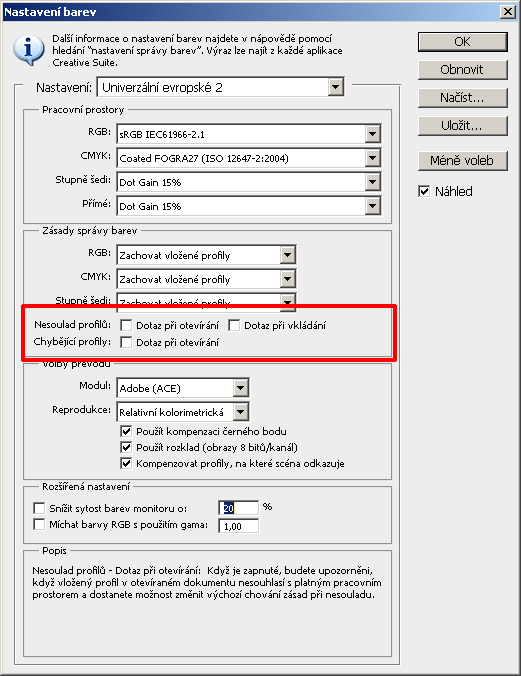 Nastavení barev
Další informace o nastavení barev najdete v nápovědě pomocí
hledání "nastavení správy barev". Výraz lze najít z každé aplikace
Creative Suite.
OK
Obnovit
Načíst...
Uložit...
Méně voleb
Náhled
Nastavení: Univerzální evropské 2
Pracovní prostory
RGB: sRGB IEC61966-2.1
CMYK: Coated FOGRA27 (ISO 12647-2:2004)
Stupně šedi: Dot Gain 15%
Přímé: Dot Gain 15%
Zásady správy barev
RGB: Zachovat vložené profily
CMYK: Zachovat vložené profily
Stupně šedi: Zachovat vložené profily
Nesoulad profilů: Dotaz při otevírání Dotaz při vkládání
Chybějící profily: Dotaz při otevírání
Volby převodu
Modul: Adobe (ACE)
Reprodukce: Relativní kolorimetrická
Použít kompenzaci černého bodu
Použít rozklad (obrazy 8 bitů/kanál)
Kompenzovat profily, na které scéna odkazuje
Rozšířená nastavení
Snížit sytost barev monitoru o: 20 %
Míchat barvy RGB s použitím gama: 1,00
Popis
Nesoulad profilů - Dotaz při otevírání: Když je zapnuté, budete upozorněni,
když vložený profil v otevíraném dokumentu nesouhlasí s platným pracovním
prostorem a dostanete možnost změnit výchozí chování zásad při nesouladu.